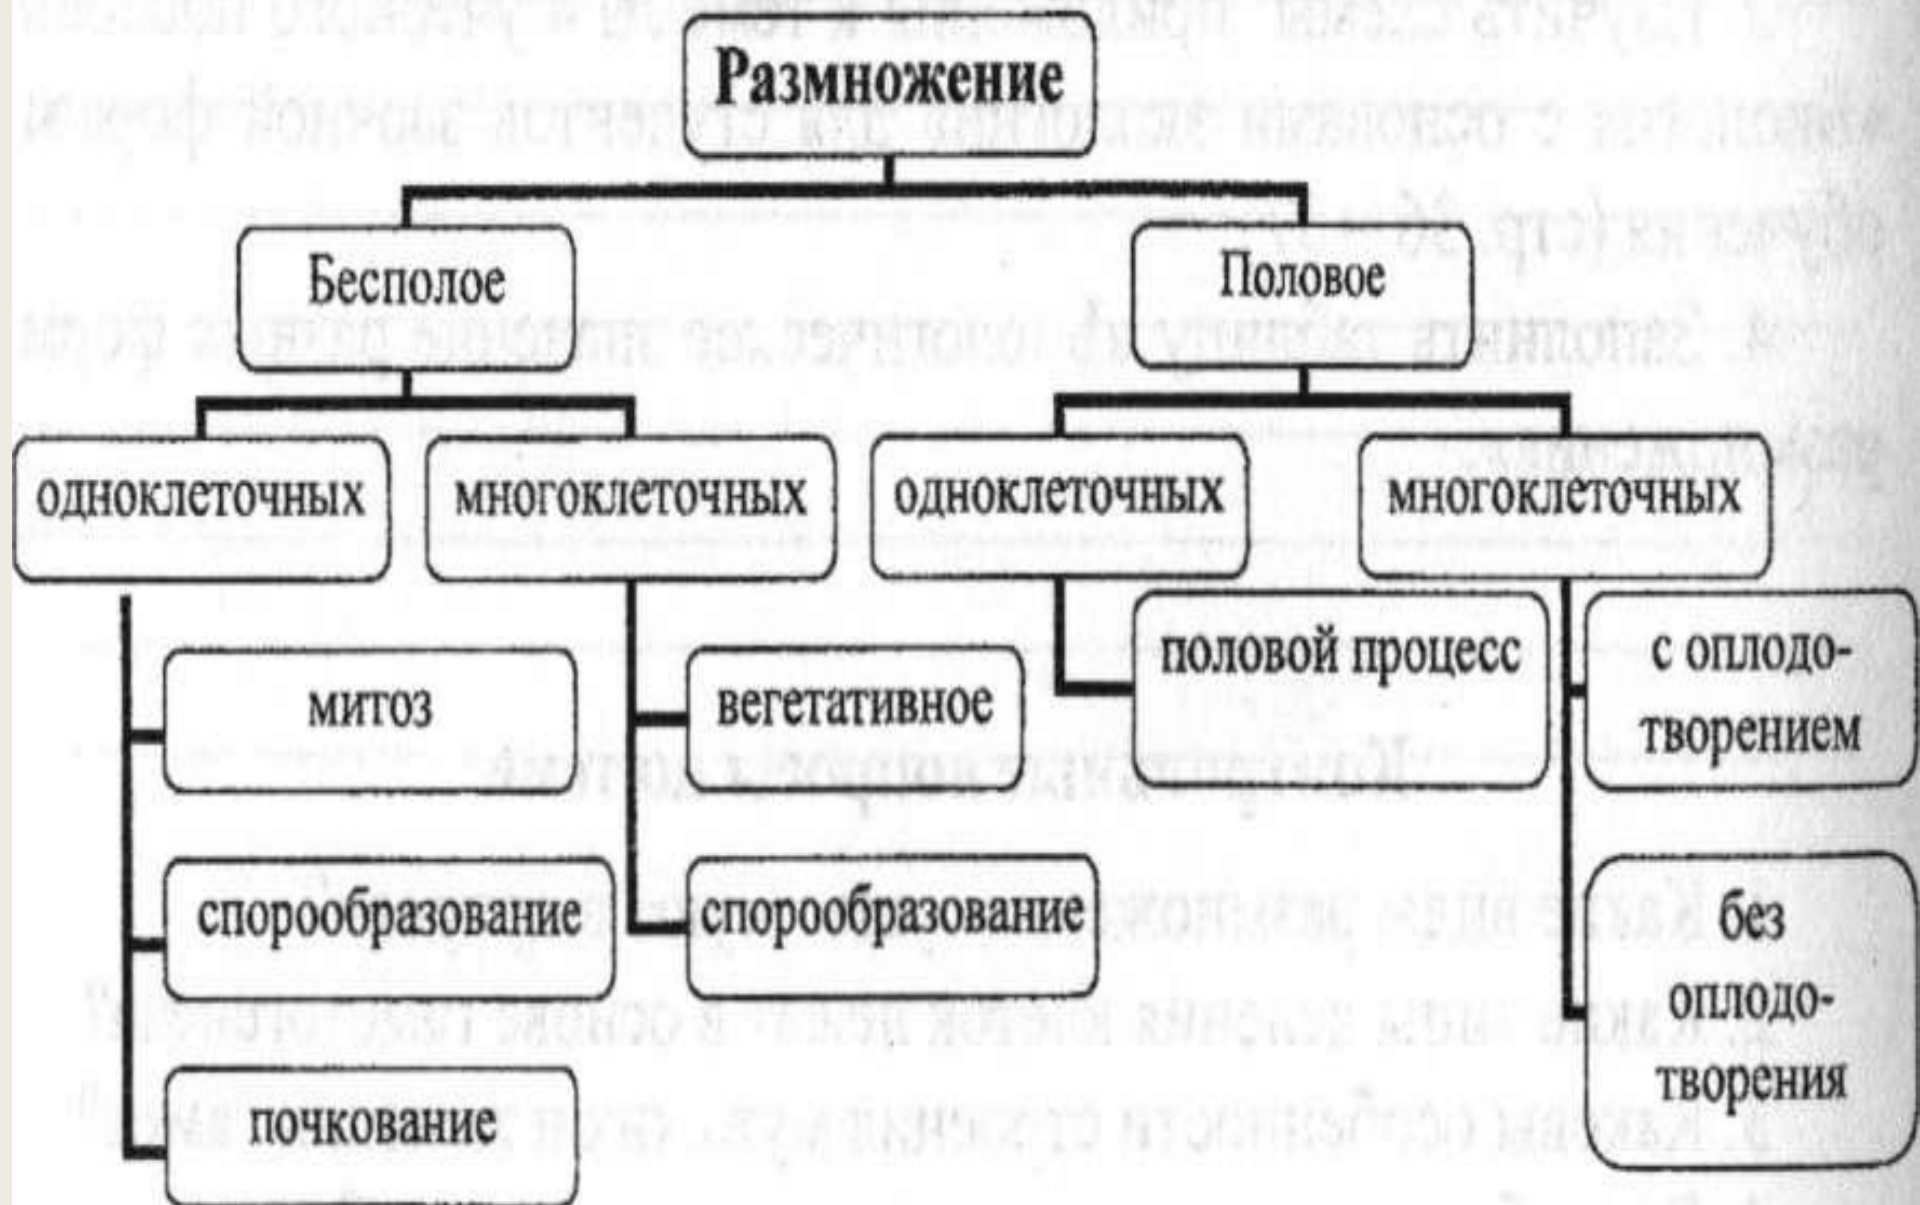 Размножение
Бесполое
Половое
одноклеточных
многоклеточных
одноклеточных
многоклеточных
митоз
спорообразование
почкование
вегетативное
спорообразование
половой процесс
с оплодо-
творением
без
оплодо-
творения